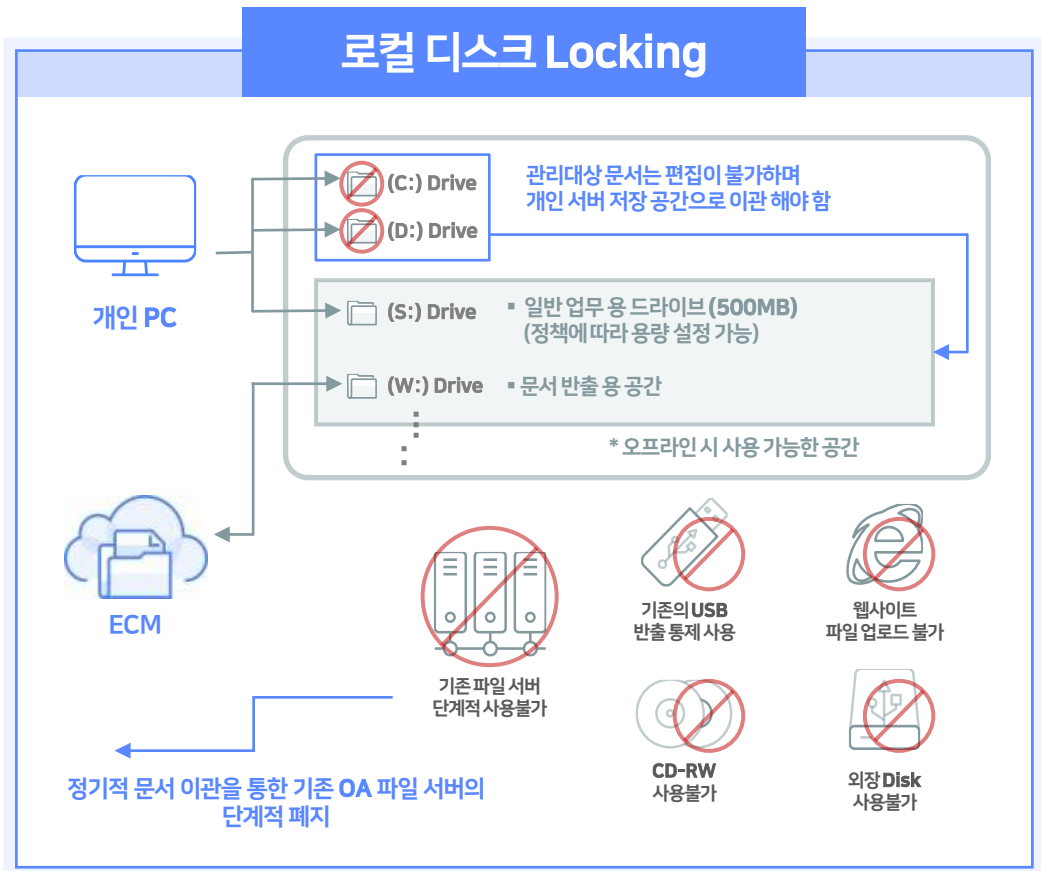 로컬 디스크 Locking
(C:) Drive
(D:) Drive
관리대상 문서는 편집이 불가하며
개인 서버 저장 공간으로 이관 해야 함
개인 PC
(S:) Drive
▪ 일반 업무 용 드라이브 (500MB)
(정책에 따라 용량 설정 가능)
(W:) Drive
▪ 문서 반출 용 공간
* 오프라인 시 사용 가능한 공간
ECM
기존 파일 서버
단계적 사용불가
기존의 USB
반출 통제 사용
웹사이트
파일 업로드 불가
CD-RW
사용불가
외장 Disk
사용불가
정기적 문서 이관을 통한 기존 OA 파일 서버의
단계적 폐지